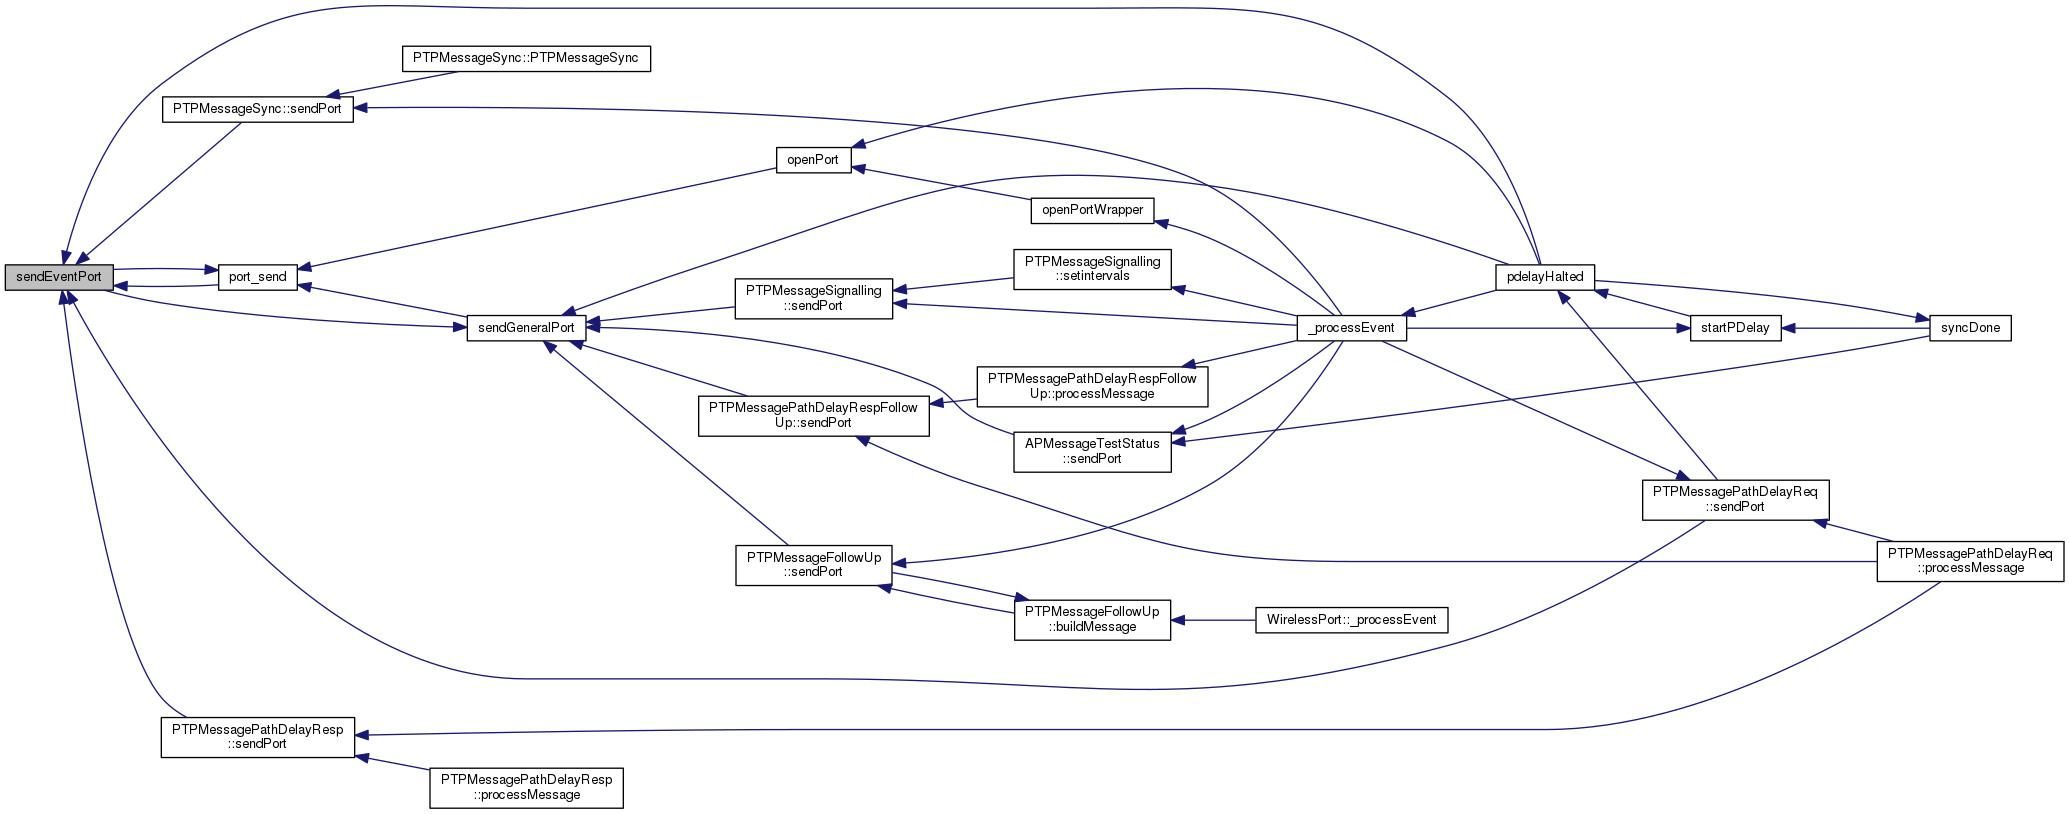 PTPMessageSync::PTPMessageSync
PTPMessageSync::sendPort
openPort
openPortWrapper
sendEventPort
port_send
PTPMessageSignalling
::setintervals
pdelayHalted
PTPMessageSignalling
::sendPort
sendGeneralPort
_processEvent
startPDelay
syncDone
PTPMessagePathDelayRespFollow
Up::processMessage
PTPMessagePathDelayRespFollow
Up::sendPort
APMessageTestStatus
::sendPort
PTPMessagePathDelayReq
::sendPort
PTPMessageFollowUp
::sendPort
PTPMessagePathDelayReq
::processMessage
PTPMessageFollowUp
::buildMessage
WirelessPort::_processEvent
PTPMessagePathDelayResp
::sendPort
PTPMessagePathDelayResp
::processMessage